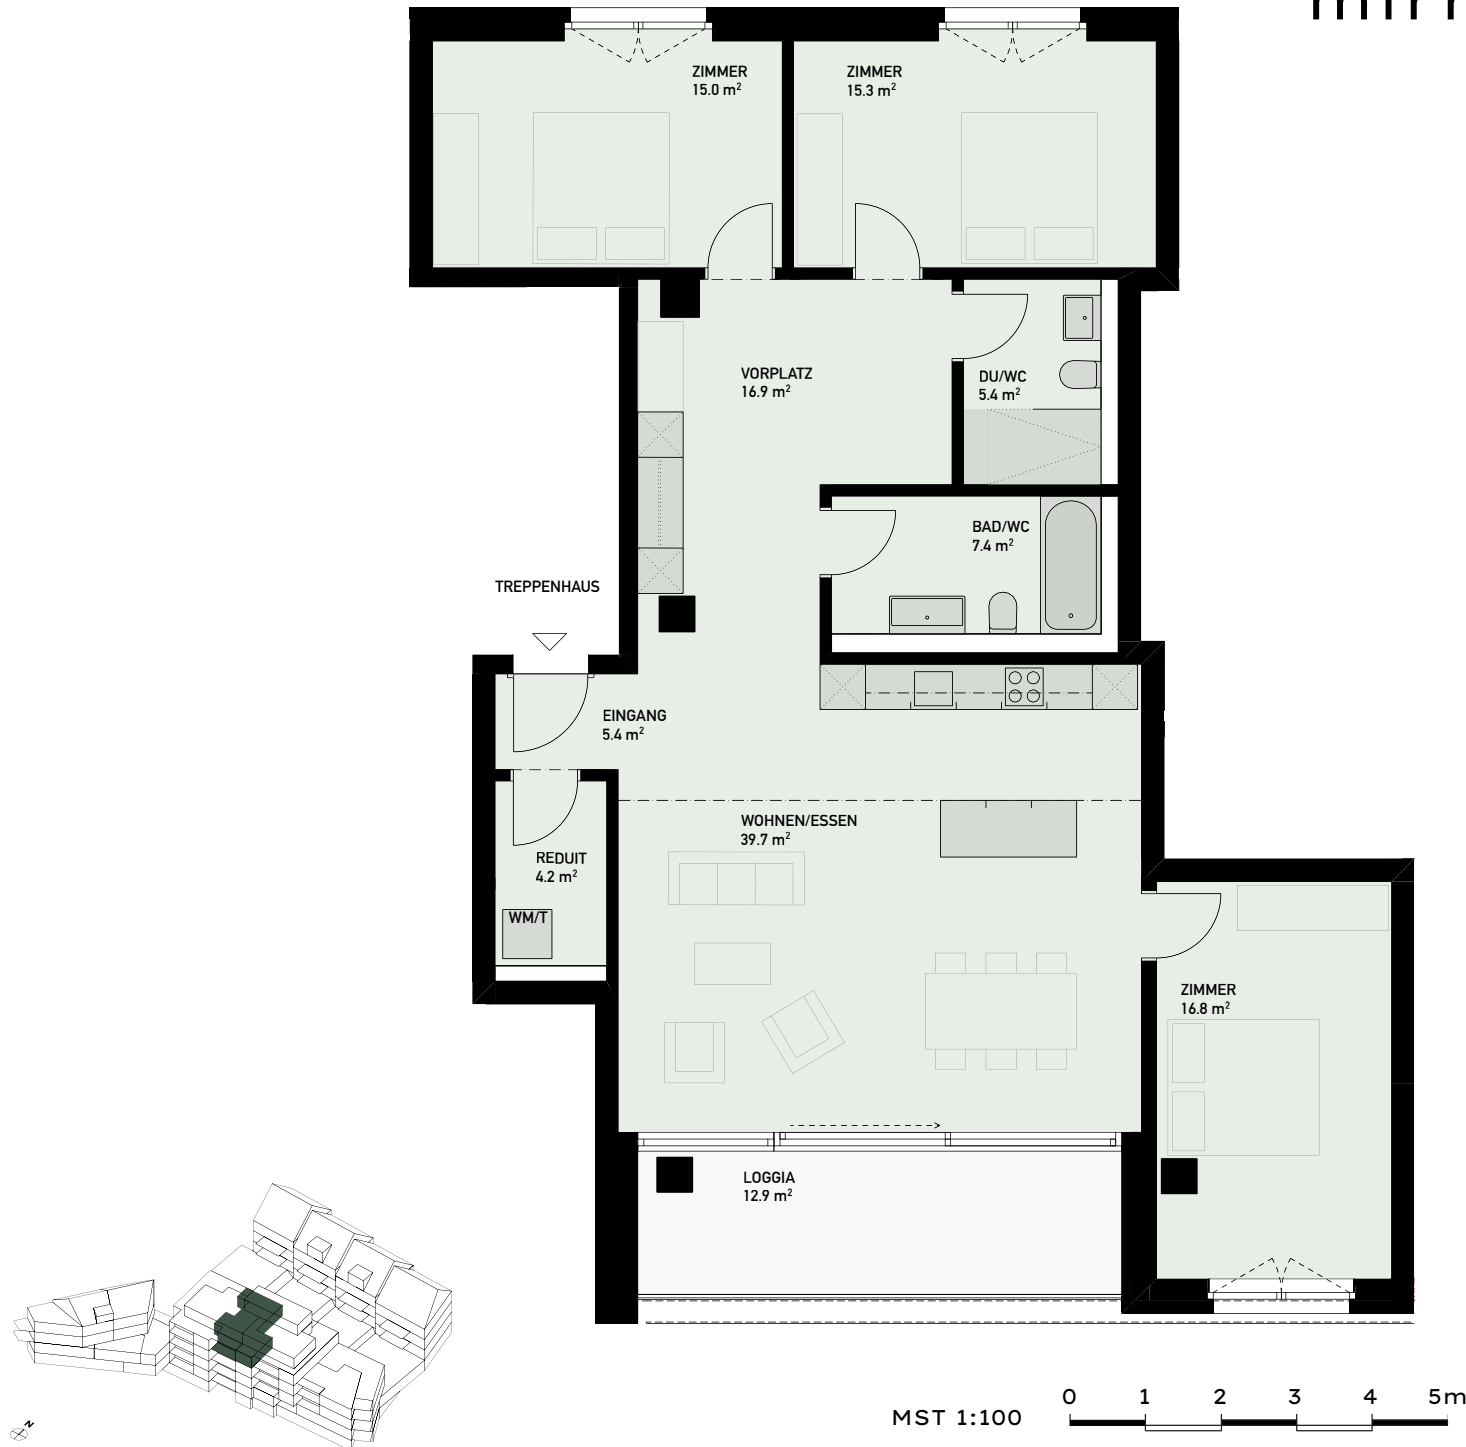 ZIMMER
15.0 m²
ZIMMER
15.3 m²
VORPLATZ
16.9 m²
DU/WC
5.4 m²
BAD/WC
7.4 m²
TREPPENHAUS
EINGANG
5.4 m²
WOHNEN/ESSEN
39.7 m²
REDUIT
4.2 m²
WM/T
ZIMMER
16.8 m²
LOGGIA
12.9 m²
N
MST 1:100
0 1 2 3 4 5m